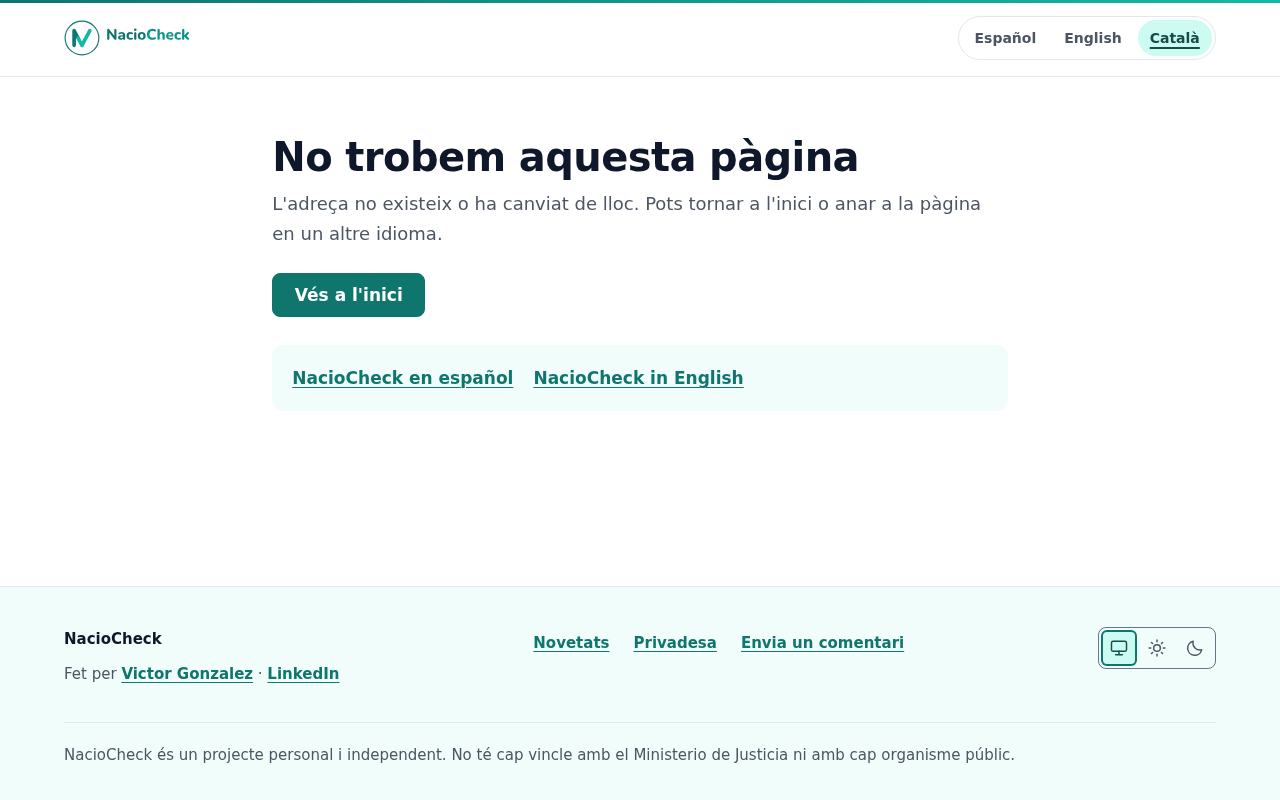 NacioCheck
Español English Català
No trobem aquesta pàgina
L'adreça no existeix o ha canviat de lloc. Pots tornar a l'inici o anar a la pàgina
en un altre idioma.
Vés a l'inici
NacioCheck en español NacioCheck in English
NacioCheck
Fet per Victor Gonzalez · LinkedIn
Novetats Privadesa Envia un comentari
NacioCheck és un projecte personal i independent. No té cap vincle amb el Ministerio de Justicia ni amb cap organisme públic.